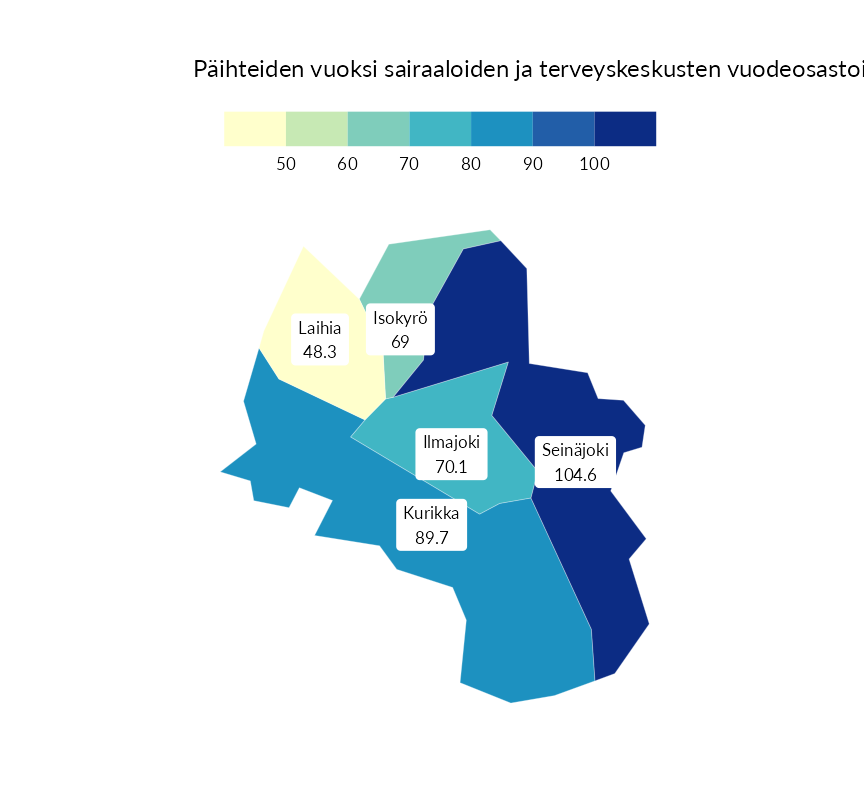 Päihteiden vuoksi sairaaloiden ja terveyskeskusten vuodeosastoi
50 60 70 80 90 100
Laihia
48.3
Isokyrö
69
Ilmajoki
70.1
Seinäjoki
104.6
Kurikka
89.7